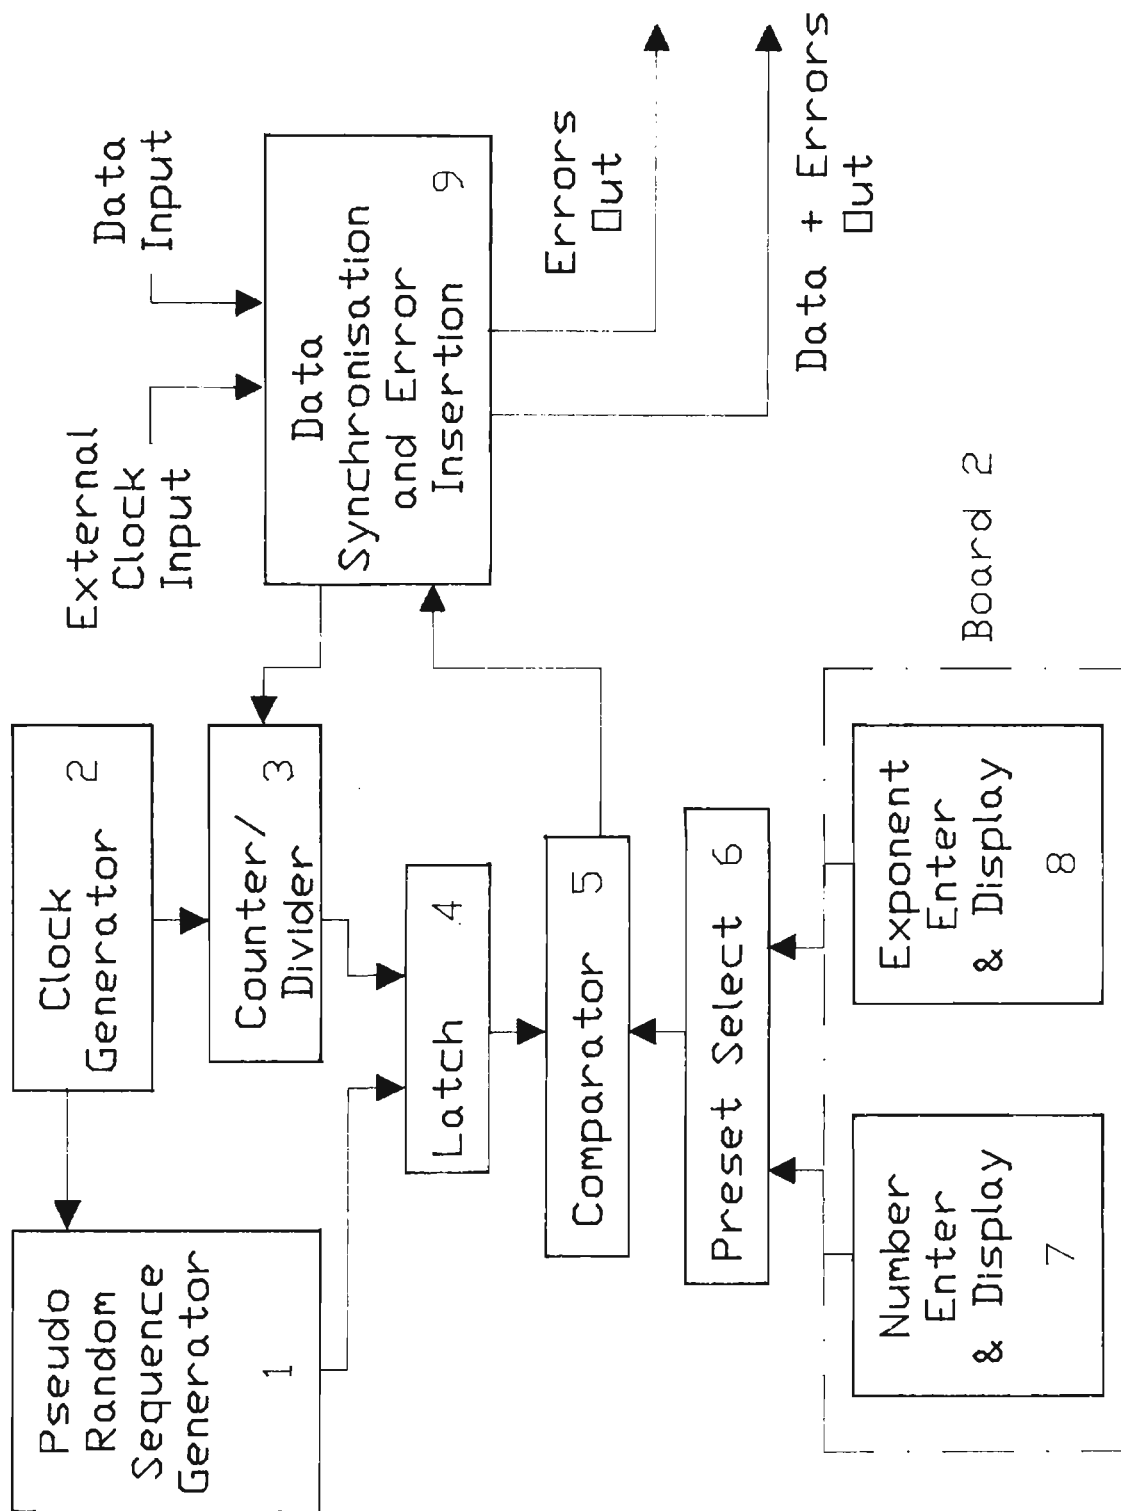 Pseudo
Random
Sequence
Generator
1
Clock
Generator
2
Counter/
Divider
3
Latch
4
Comparator
5
Preset Select
6
Number
Enter
& Display
7
Exponent
Enter
& Display
8
Board 2
External
Clock
Input
Data
Input
Data
Synchronisation
and Error
Insertion
9
Errors
Out
Data + Errors
Out